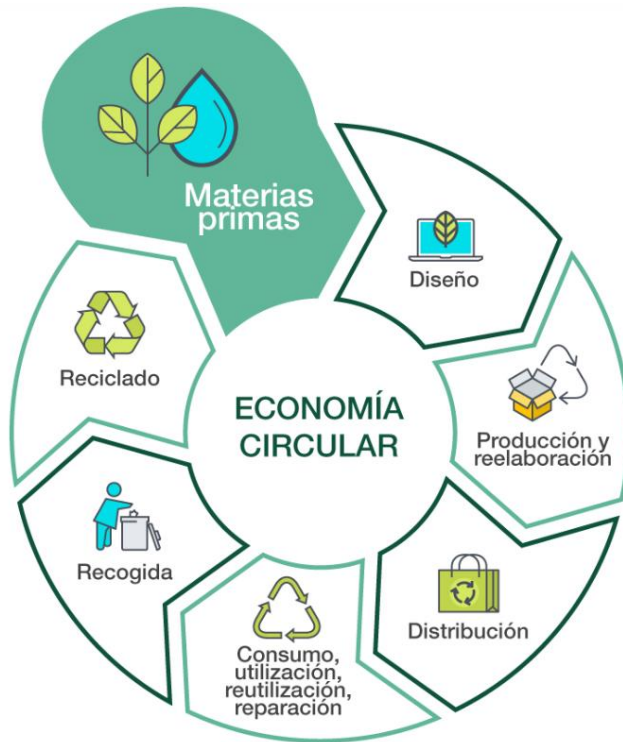 Materias
primas
Diseño
Producción y
reelaboración
Distribución
Consumo,
utilización,
reutilización,
reparación
Recogida
Reciclado
ECONOMÍA
CIRCULAR